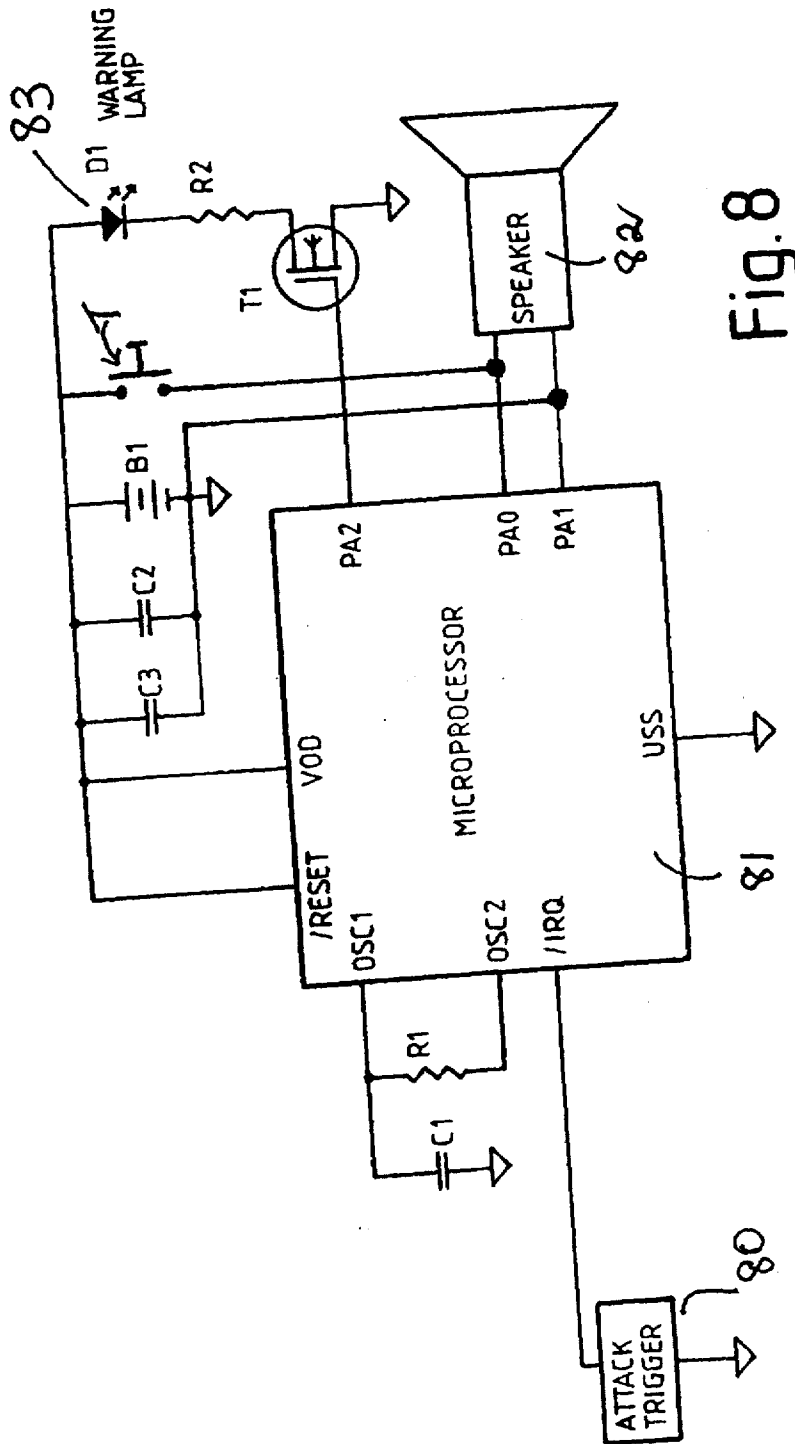 83
D1
WARNING
LAMP
R2
T1
B1
C2
C3
SPEAKER
82
PA2
PA0
PA1
MICROPROCESSOR
VOD
/RESET
OSC1
OSC2
/IRQ
USS
81
R1
C1
ATTACK
TRIGGER
80
Fig. 8